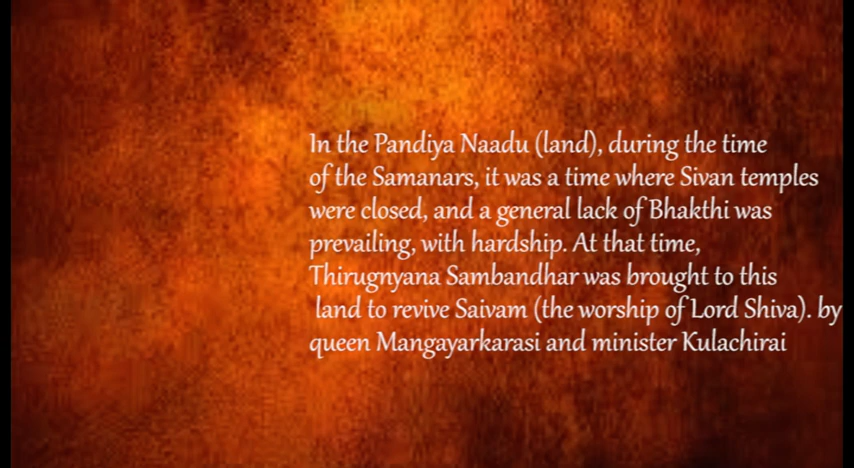 In the Pandiya Naadu (land), during the time
of the Samanars, it was a time where Sivan temples
were closed, and a general lack of Bhakthi was
prevailing, with hardship. At that time,
Thirugnyana Sambandhar was brought to this
land to revive Saivam (the worship of Lord Shiva). by
queen Mangayarkarasi and minister Kulachirai